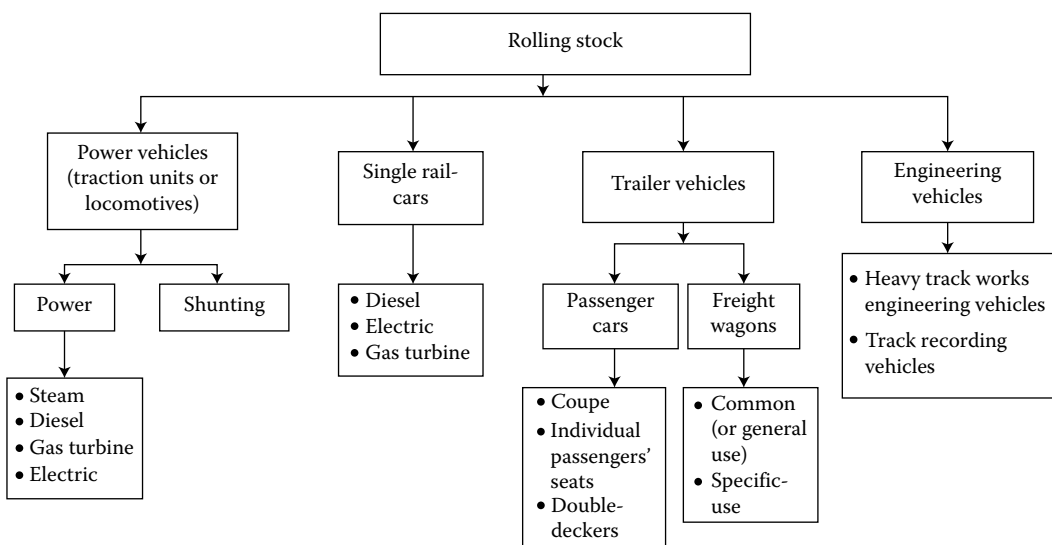 Rolling stock
Power vehicles
(traction units or
locomotives)
Single rail-
cars
Trailer vehicles
Engineering
vehicles
Power
Shunting
• Diesel
• Electric
• Gas turbine
Passenger
cars
Freight
wagons
• Heavy track works
engineering vehicles
• Track recording
vehicles
• Steam
• Diesel
• Gas turbine
• Electric
• Coupe
• Individual
passengers’
seats
• Double-
deckers
• Common
(or general
use)
• Specific-
use